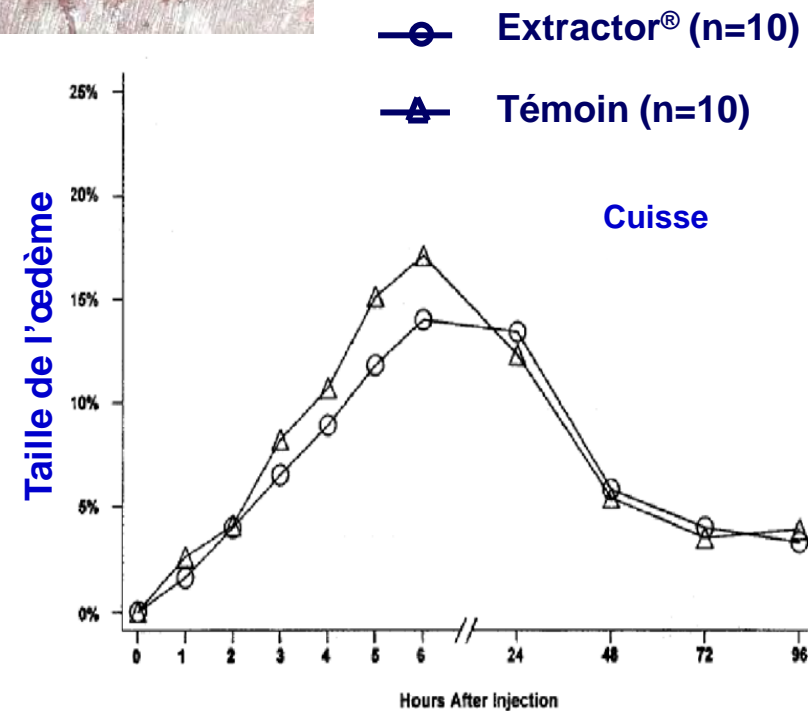 Extractor® (n=10)
Témoin (n=10)
Cuisse
Taille de l'œdème
25%
20%
15%
10%
5%
0%
0 1 2 3 4 5 6 24 48 72 96
Hours After Injection